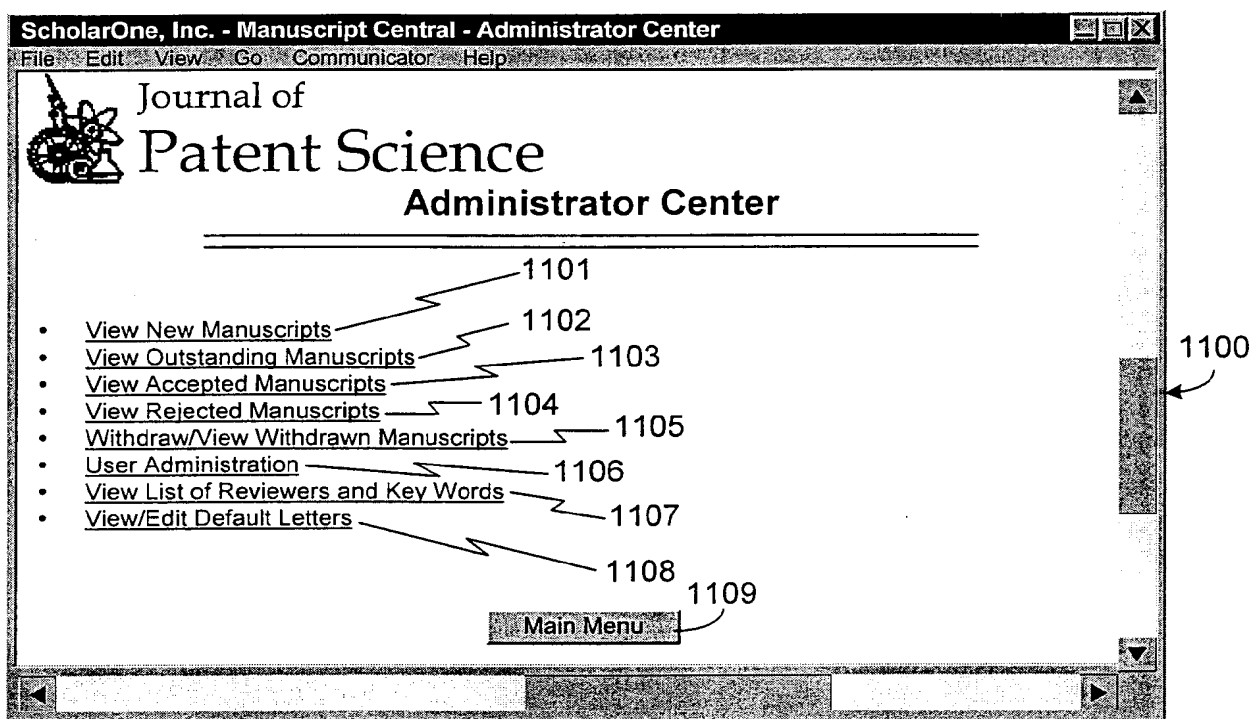 ScholarOne, Inc. - Manuscript Central - Administrator Center
File Edit View Go Communicator Help
Journal of
Patent Science
Administrator Center
1101
View New Manuscripts
1102
View Outstanding Manuscripts
1103
View Accepted Manuscripts
1100
View Rejected Manuscripts
1104
Withdraw/View Withdrawn Manuscripts
1105
User Administration
1106
View List of Reviewers and Key Words
1107
View/Edit Default Letters
1108
1109
Main Menu